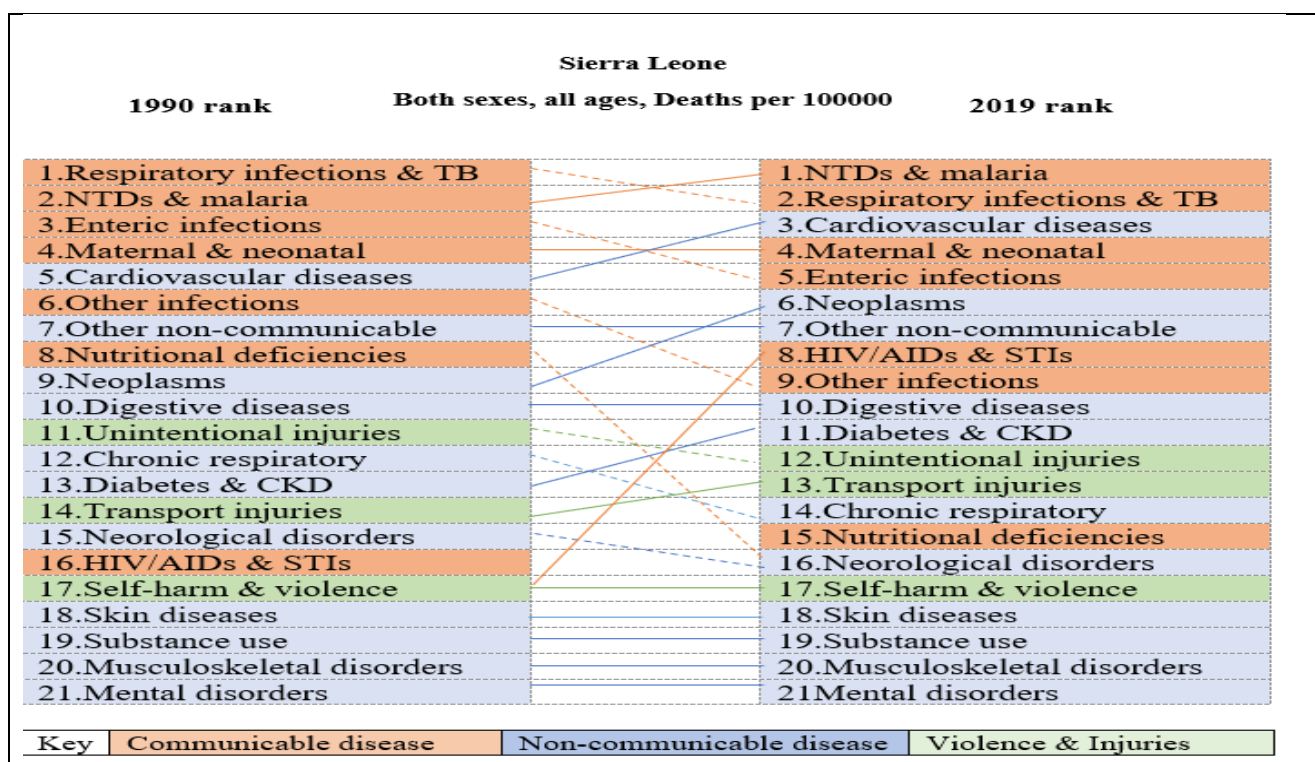 Sierra Leone
1990 rank Both sexes, all ages, Deaths per 100000 2019 rank
1.Respiratory infections & TB 1.NTDs & malaria
2.NTDs & malaria 2.Respiratory infections & TB
3.Enteric infections 3.Cardiovascular diseases
4.Maternal & neonatal 4.Maternal & neonatal
5.Cardiovascular diseases 5.Enteric infections
6.Other infections 6.Neoplasms
7.Other non-communicable 7.Other non-communicable
8.Nutritional deficiencies 8.HIV/AIDs & STIs
9.Neoplasms 9.Other infections
10.Digestive diseases 10.Digestive diseases
11.Unintentional injuries 11.Diabetes & CKD
12.Chronic respiratory 12.Unintentional injuries
13.Diabetes & CKD 13.Transport injuries
14.Transport injuries 14.Chronic respiratory
15.Neorological disorders 15.Nutritional deficiencies
16.HIV/AIDs & STIs 16.Neorological disorders
17.Self-harm & violence 17.Self-harm & violence
18.Skin diseases 18.Skin diseases
19.Substance use 19.Substance use
20.Musculoskeletal disorders 20.Musculoskeletal disorders
21.Mental disorders 21Mental disorders
Key Communicable disease Non-communicable disease Violence & Injuries